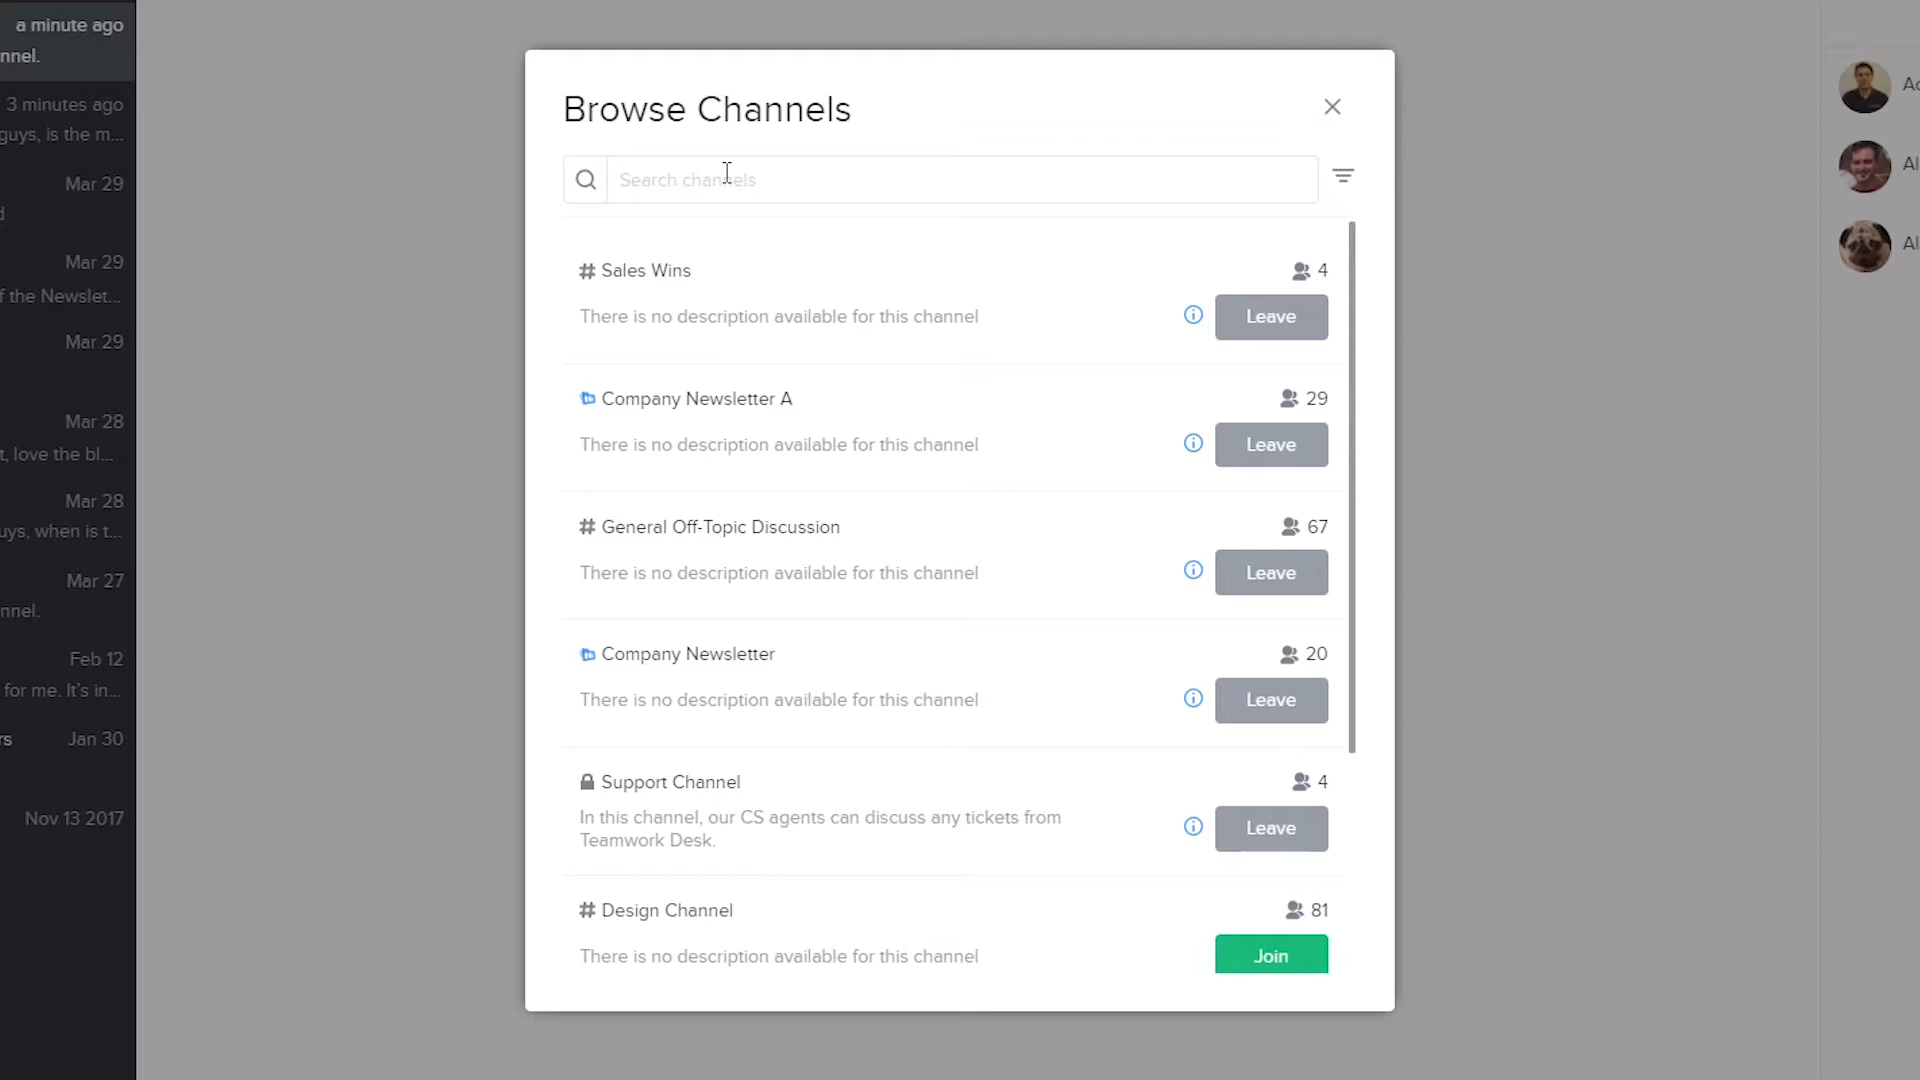 a minute ago
nnel.
3 minutes ago
guys, is the m...
Mar 29
d
Mar 29
f the Newslet...
Mar 29
Mar 28
t, love the bl...
Mar 28
uys, when is t...
Mar 27
nnel.
Feb 12
for me. It's in...
rs Jan 30
Nov 13 2017
Browse Channels
Search channels
# Sales Wins 4
There is no description available for this channel Leave
Company Newsletter A 29
There is no description available for this channel Leave
# General Off-Topic Discussion 67
There is no description available for this channel Leave
Company Newsletter 20
There is no description available for this channel Leave
Support Channel 4
In this channel, our CS agents can discuss any tickets from
Teamwork Desk. Leave
# Design Channel 81
There is no description available for this channel Join
Ac
Al
Al